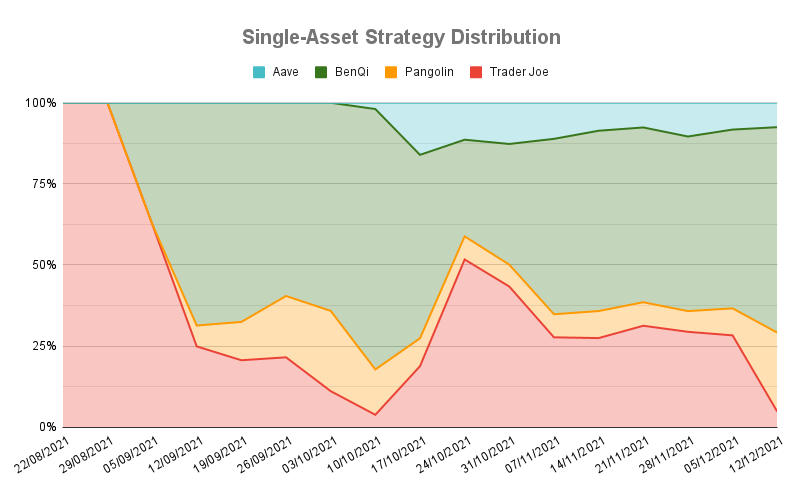 Single-Asset Strategy Distribution
Aave BenQi Pangolin Trader Joe
100%
75%
50%
25%
0%
22/08/2021 29/08/2021 05/09/2021 12/09/2021 19/09/2021 26/09/2021 03/10/2021 10/10/2021 17/10/2021 24/10/2021 31/10/2021 07/11/2021 14/11/2021 21/11/2021 28/11/2021 05/12/2021 12/12/2021